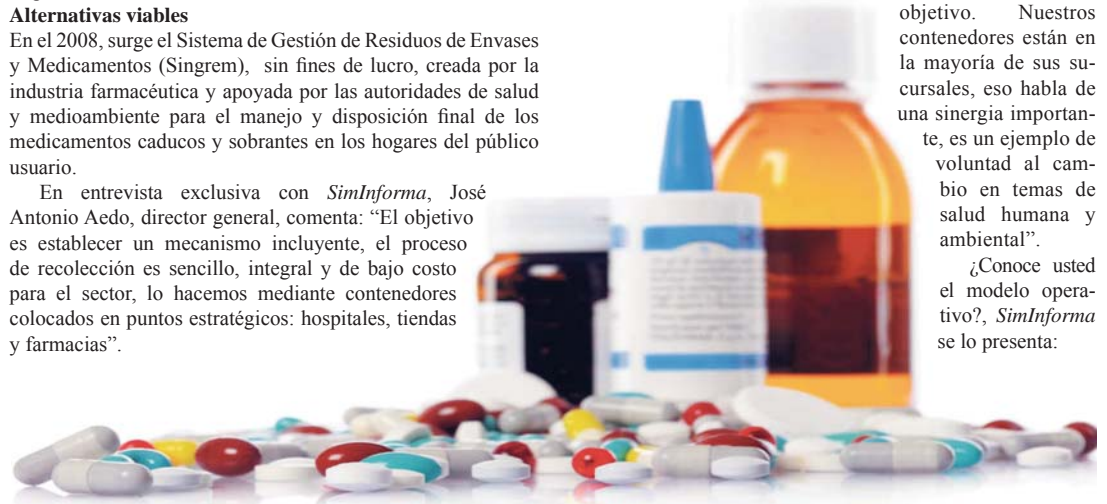 Alternativas viables
En el 2008, surge el Sistema de Gestión de Residuos de Envases
y Medicamentos (Singrem), sin fines de lucro, creada por la
industria farmacéutica y apoyada por las autoridades de salud
y medioambiente para el manejo y disposición final de los
medicamentos caducos y sobrantes en los hogares del público
usuario.
En entrevista exclusiva con SimInforma, José
Antonio Aedo, director general, comenta: “El objetivo
es establecer un mecanismo incluyente, el proceso
de recolección es sencillo, integral y de bajo costo
para el sector, lo hacemos mediante contenedores
colocados en puntos estratégicos: hospitales, tiendas
y farmacias”.
objetivo. Nuestros
contenedores están en
la mayoría de sus su-
cursales, eso habla de
una sinergia importan-
te, es un ejemplo de
voluntad al cam-
bio en temas de
salud humana y
ambiental”.
¿Conoce usted
el modelo opera-
tivo?, SimInforma
se lo presenta: